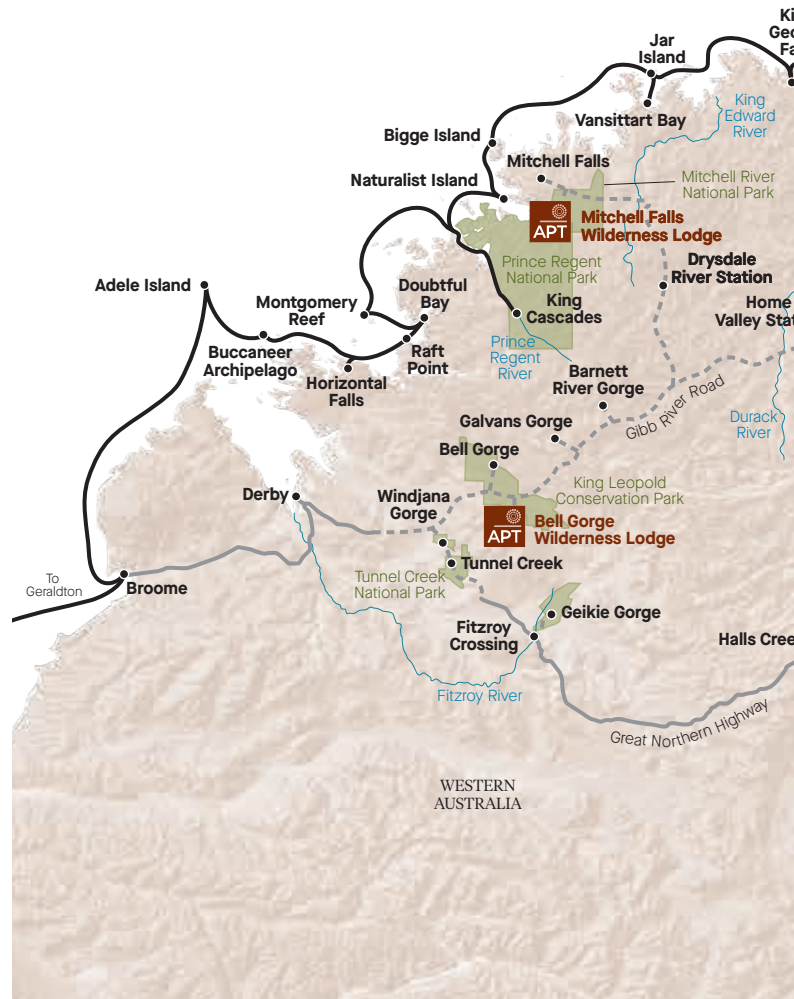 Ki
Geo
Fa
Jar
Island
King
Edward
River
Vansittart Bay
Bigge Island
Mitchell Falls
Mitchell River
National Park
Naturalist Island
APT
Mitchell Falls
Wilderness Lodge
Prince Regent
National Park
Drysdale
River Station
Adele Island
Montgomery
Reef
Doubtful
Bay
King
Cascades
Home
Valley Stat
Buccaneer
Archipelago
Raft
Point
Horizontal
Falls
Prince
Regent
River
Barnett
River Gorge
Gibb River Road
Durack
River
Galvans Gorge
Bell Gorge
King Leopold
Conservation Park
Derby
Windjana
Gorge
APT
Bell Gorge
Wilderness Lodge
Tunnel Creek
Tunnel Creek
National Park
To
Geraldton
Broome
Geikie Gorge
Fitzroy
Crossing
Halls Cree
Fitzroy River
Great Northern Highway
WESTERN
AUSTRALIA